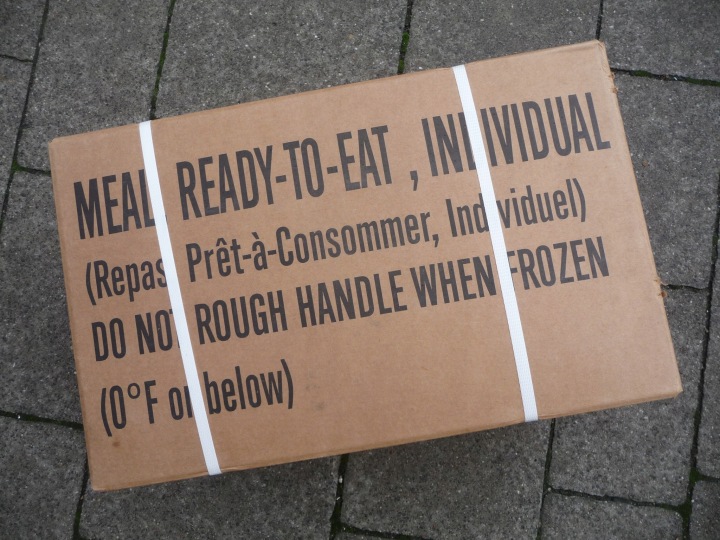 MEAL, READY-TO-EAT , INDIVIDUAL
(Repas Prêt-à-Consommer, Individuel)
DO NOT ROUGH HANDLE WHEN FROZEN
(0°F or below)